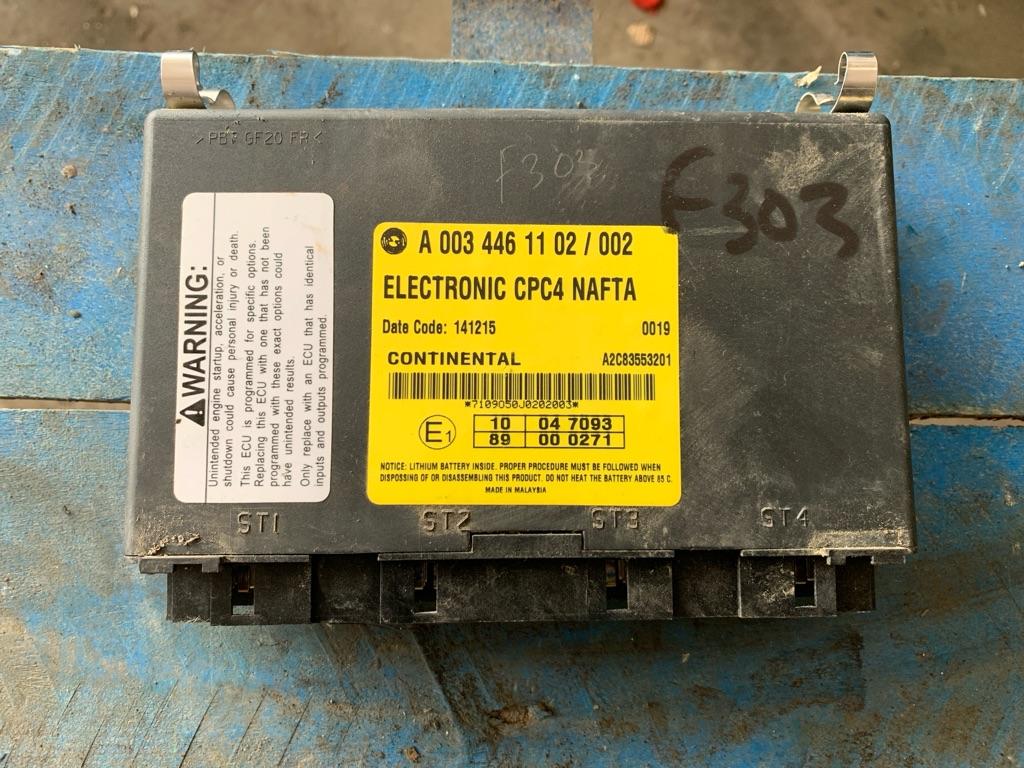 >PBT GF20 FR<
F303
F303
WARNING:
Unintended engine startup, acceleration, or
shutdown could cause personal injury or death.
This ECU is programmed for specific options.
Replacing this ECU with one that has not been
programmed with these exact options could
have unintended results.
Only replace with an ECU that has identical
inputs and outputs programmed.
A 003 446 11 02 / 002
ELECTRONIC CPC4 NAFTA
Date Code: 141215 0019
CONTINENTAL A2C83553201
*7109050J0202003*
E1
10 04 7093
89 00 0271
NOTICE: LITHIUM BATTERY INSIDE. PROPER PROCEDURE MUST BE FOLLOWED WHEN
DISPOSSING OF OR DISASSEMBLING THIS PRODUCT. DO NOT HEAT THE BATTERY ABOVE 85 C.
MADE IN MALAYSIA
ST1 ST2 ST3 ST4